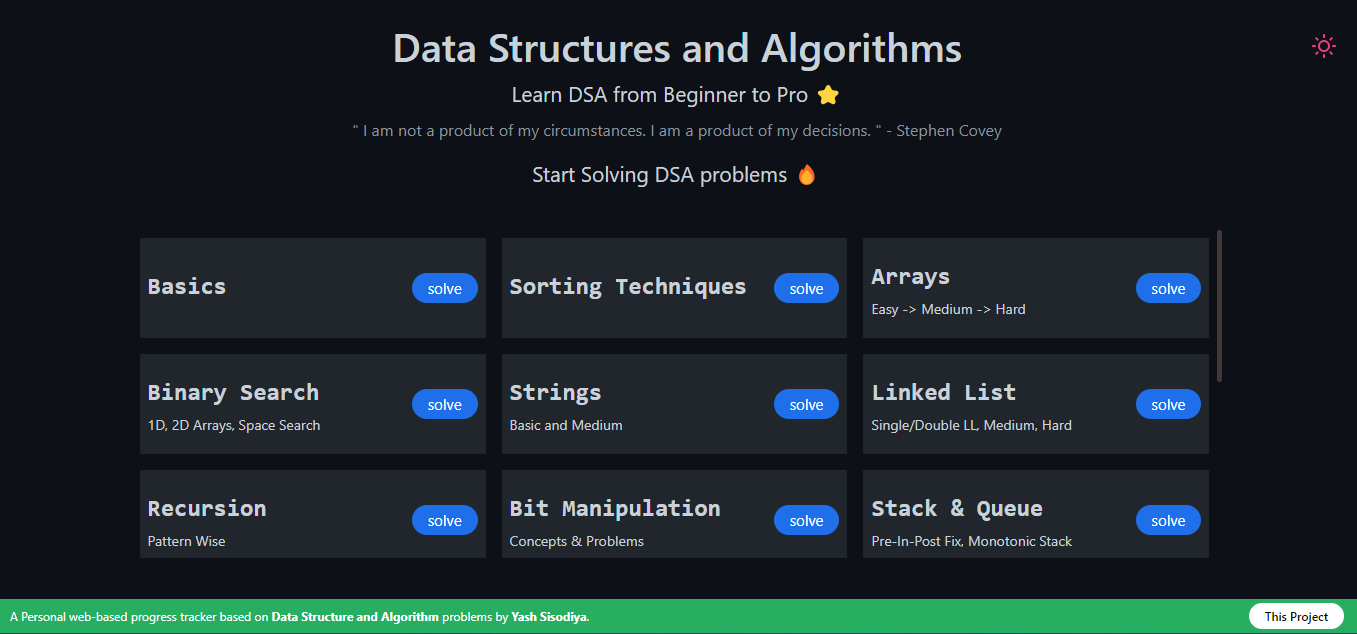 Data Structures and Algorithms
Learn DSA from Beginner to Pro ⭐
" I am not a product of my circumstances. I am a product of my decisions. " - Stephen Covey
Start Solving DSA problems 🔥
Basics
solve
Sorting Techniques
solve
Arrays
Easy -> Medium -> Hard
solve
Binary Search
1D, 2D Arrays, Space Search
solve
Strings
Basic and Medium
solve
Linked List
Single/Double LL, Medium, Hard
solve
Recursion
Pattern Wise
solve
Bit Manipulation
Concepts & Problems
solve
Stack & Queue
Pre-In-Post Fix, Monotonic Stack
solve
A Personal web-based progress tracker based on Data Structure and Algorithm problems by Yash Sisodiya.
This Project